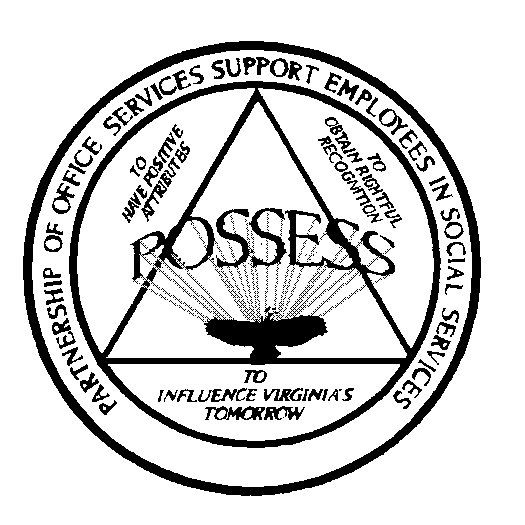 PARTNERSHIP OF OFFICE SERVICES SUPPORT EMPLOYEES IN SOCIAL SERVICES
TO
HAVE POSITIVE
ATTRIBUTES
TO
OBTAIN RIGHTFUL
RECOGNITION
POSSESS
TO
INFLUENCE VIRGINIA'S
TOMORROW